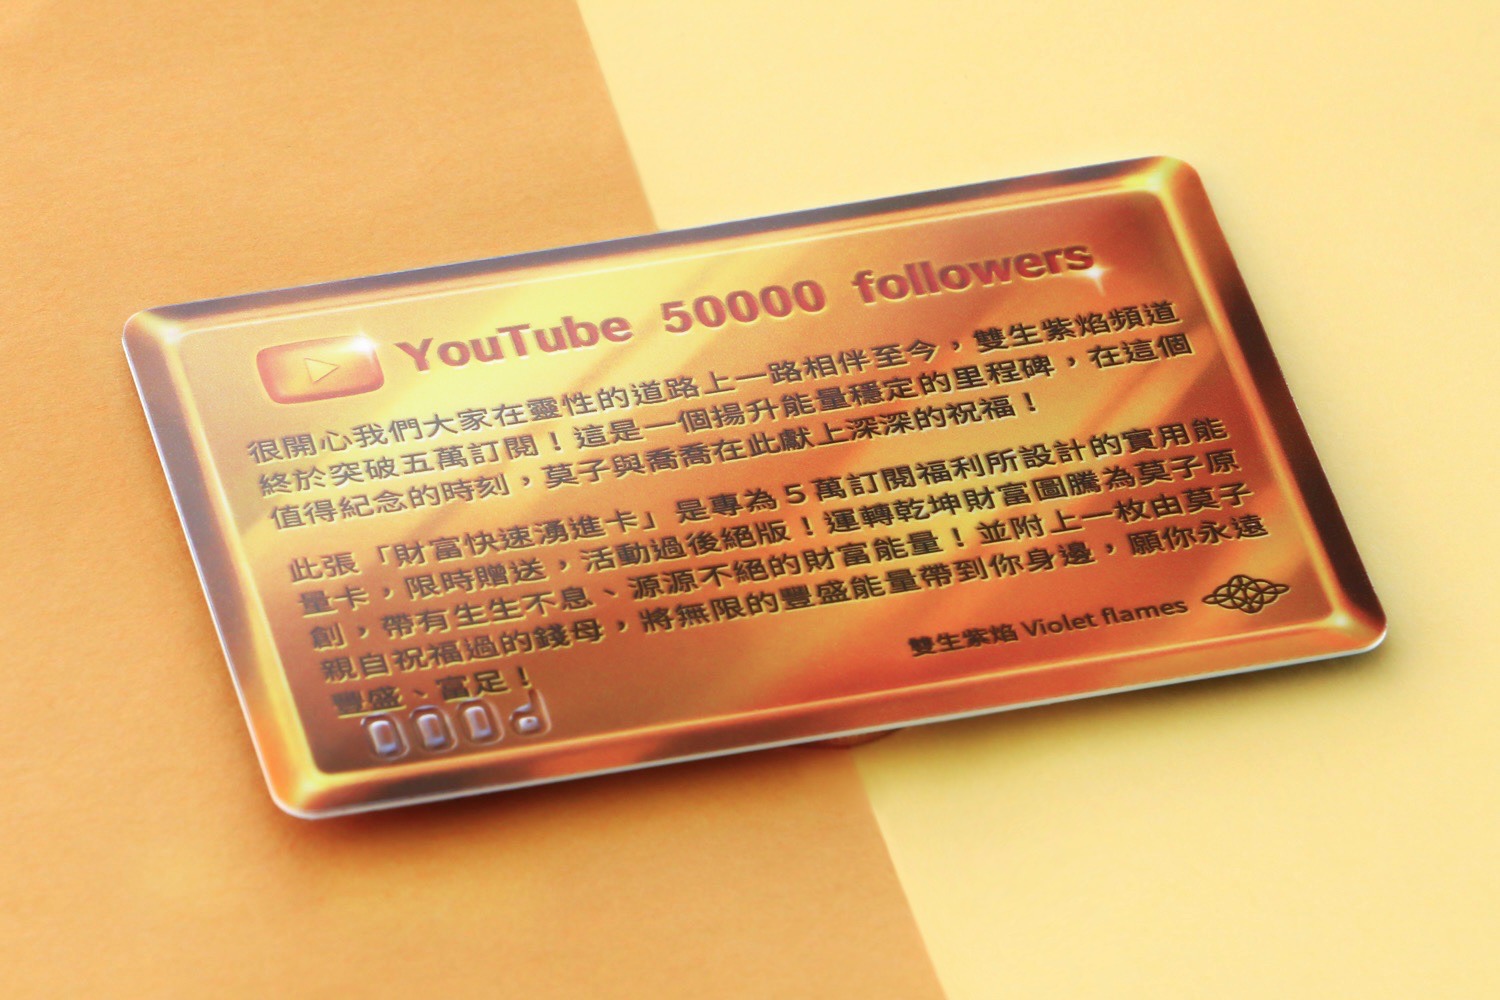 YouTube 50000 followers
很開心我們大家在靈性的道路上一路相伴至今，雙生紫焰頻道
終於突破五萬訂閱！這是一個揚升能量穩定的里程碑，在這個
值得紀念的時刻，莫子與喬喬在此獻上深深的祝福！
此張「財富快速湧進卡」是專為5萬訂閱福利所設計的實用能
量卡，限時贈送，活動過後絕版！運轉乾坤財富圖騰為莫子原
創，帶有生生不息、源源不絕的財富能量！並附上一枚由莫子
親自祝福過的錢母，將無限的豐盛能量帶到你身邊，願你永遠
豐盛、富足！
雙生紫焰 Violet flames